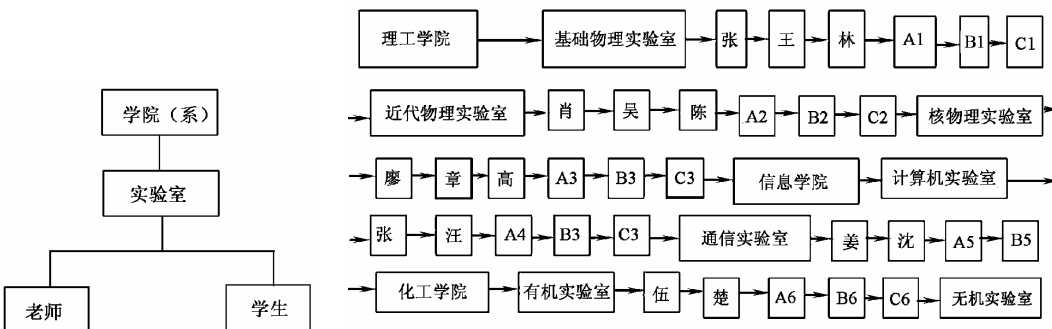 学院（系）
实验室
老师
学生
理工学院 基础物理实验室 张 王 林 A1 B1 C1
近代物理实验室 肖 吴 陈 A2 B2 C2 核物理实验室
廖 章 高 A3 B3 C3 信息学院 计算机实验室
张 汪 A4 B3 C3 通信实验室 姜 沈 A5 B5
化工学院 有机实验室 伍 楚 A6 B6 C6 无机实验室